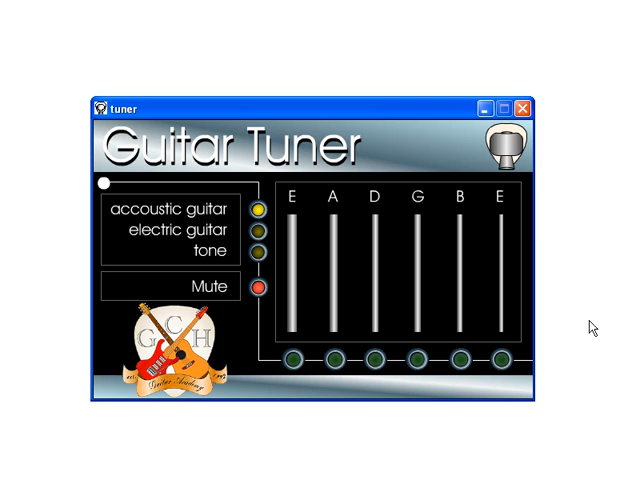 tuner
Guitar Tuner
E A D G B E
accoustic guitar
electric guitar
tone
Mute
G C H
Guitar Academy